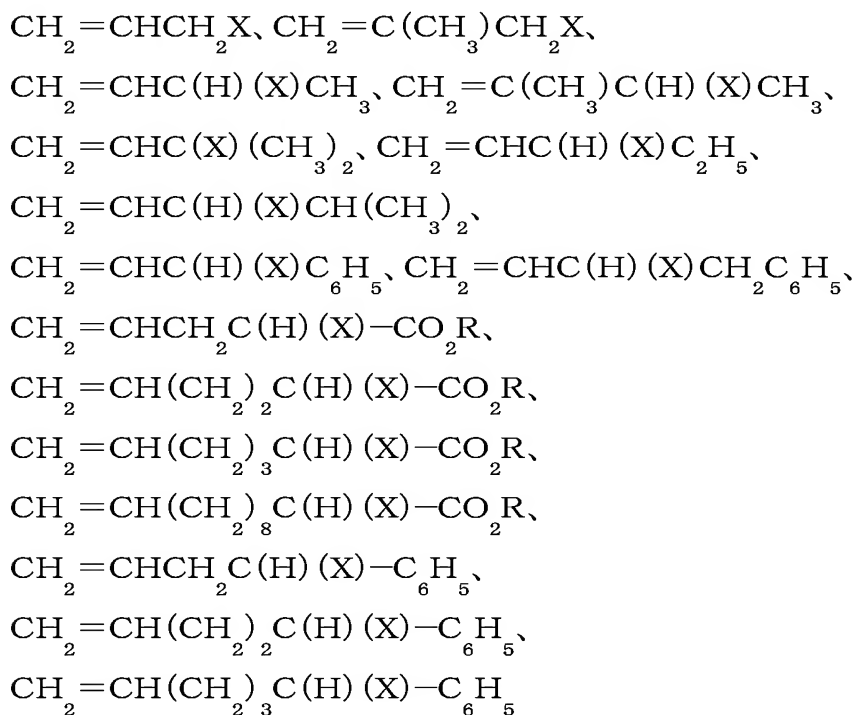 CH₂=CHCH₂X、CH₂=C(CH₃)CH₂X、
CH₂=CHC(H)(X)CH₃、CH₂=C(CH₃)C(H)(X)CH₃、
CH₂=CHC(X)(CH₃)₂、CH₂=CHC(H)(X)C₂H₅、
CH₂=CHC(H)(X)CH(CH₃)₂、
CH₂=CHC(H)(X)C₆H₅、CH₂=CHC(H)(X)CH₂C₆H₅、
CH₂=CHCH₂C(H)(X)−CO₂R、
CH₂=CH(CH₂)₂C(H)(X)−CO₂R、
CH₂=CH(CH₂)₃C(H)(X)−CO₂R、
CH₂=CH(CH₂)₈C(H)(X)−CO₂R、
CH₂=CHCH₂C(H)(X)−C₆H₅、
CH₂=CH(CH₂)₂C(H)(X)−C₆H₅、
CH₂=CH(CH₂)₃C(H)(X)−C₆H₅